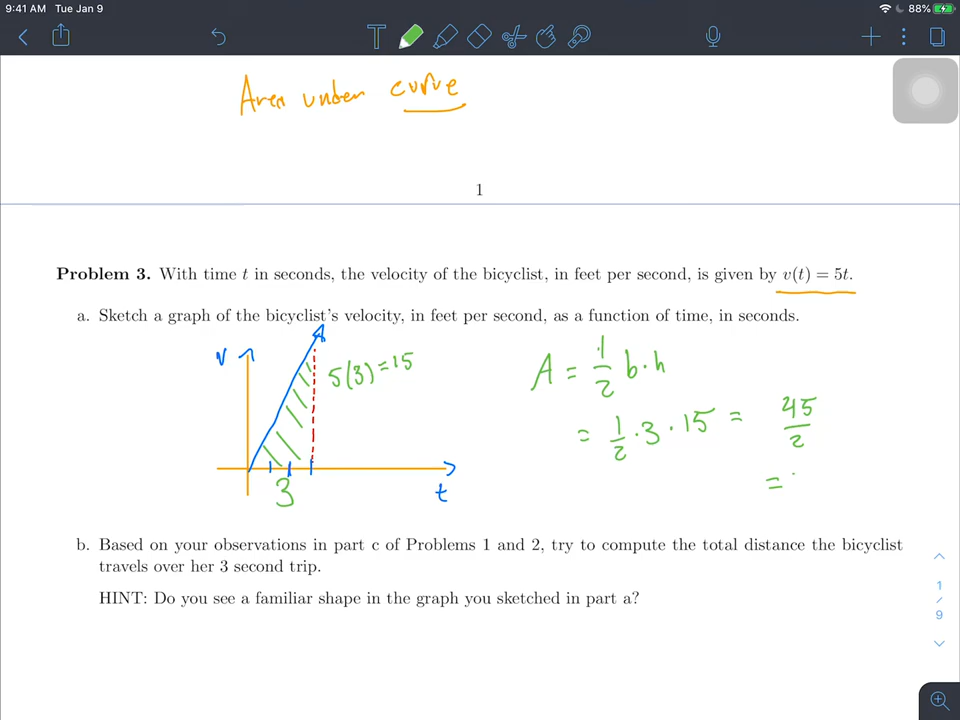 9:41 AM Tue Jan 9
88%
Area under curve
1
Problem 3. With time t in seconds, the velocity of the bicyclist, in feet per second, is given by v(t) = 5t.
a. Sketch a graph of the bicyclist's velocity, in feet per second, as a function of time, in seconds.
v
5(3)=15
3
t
A = 1/2 b·h
= 1/2 · 3 · 15 = 45/2
=
b. Based on your observations in part c of Problems 1 and 2, try to compute the total distance the bicyclist
travels over her 3 second trip.
HINT: Do you see a familiar shape in the graph you sketched in part a?
1
/
9